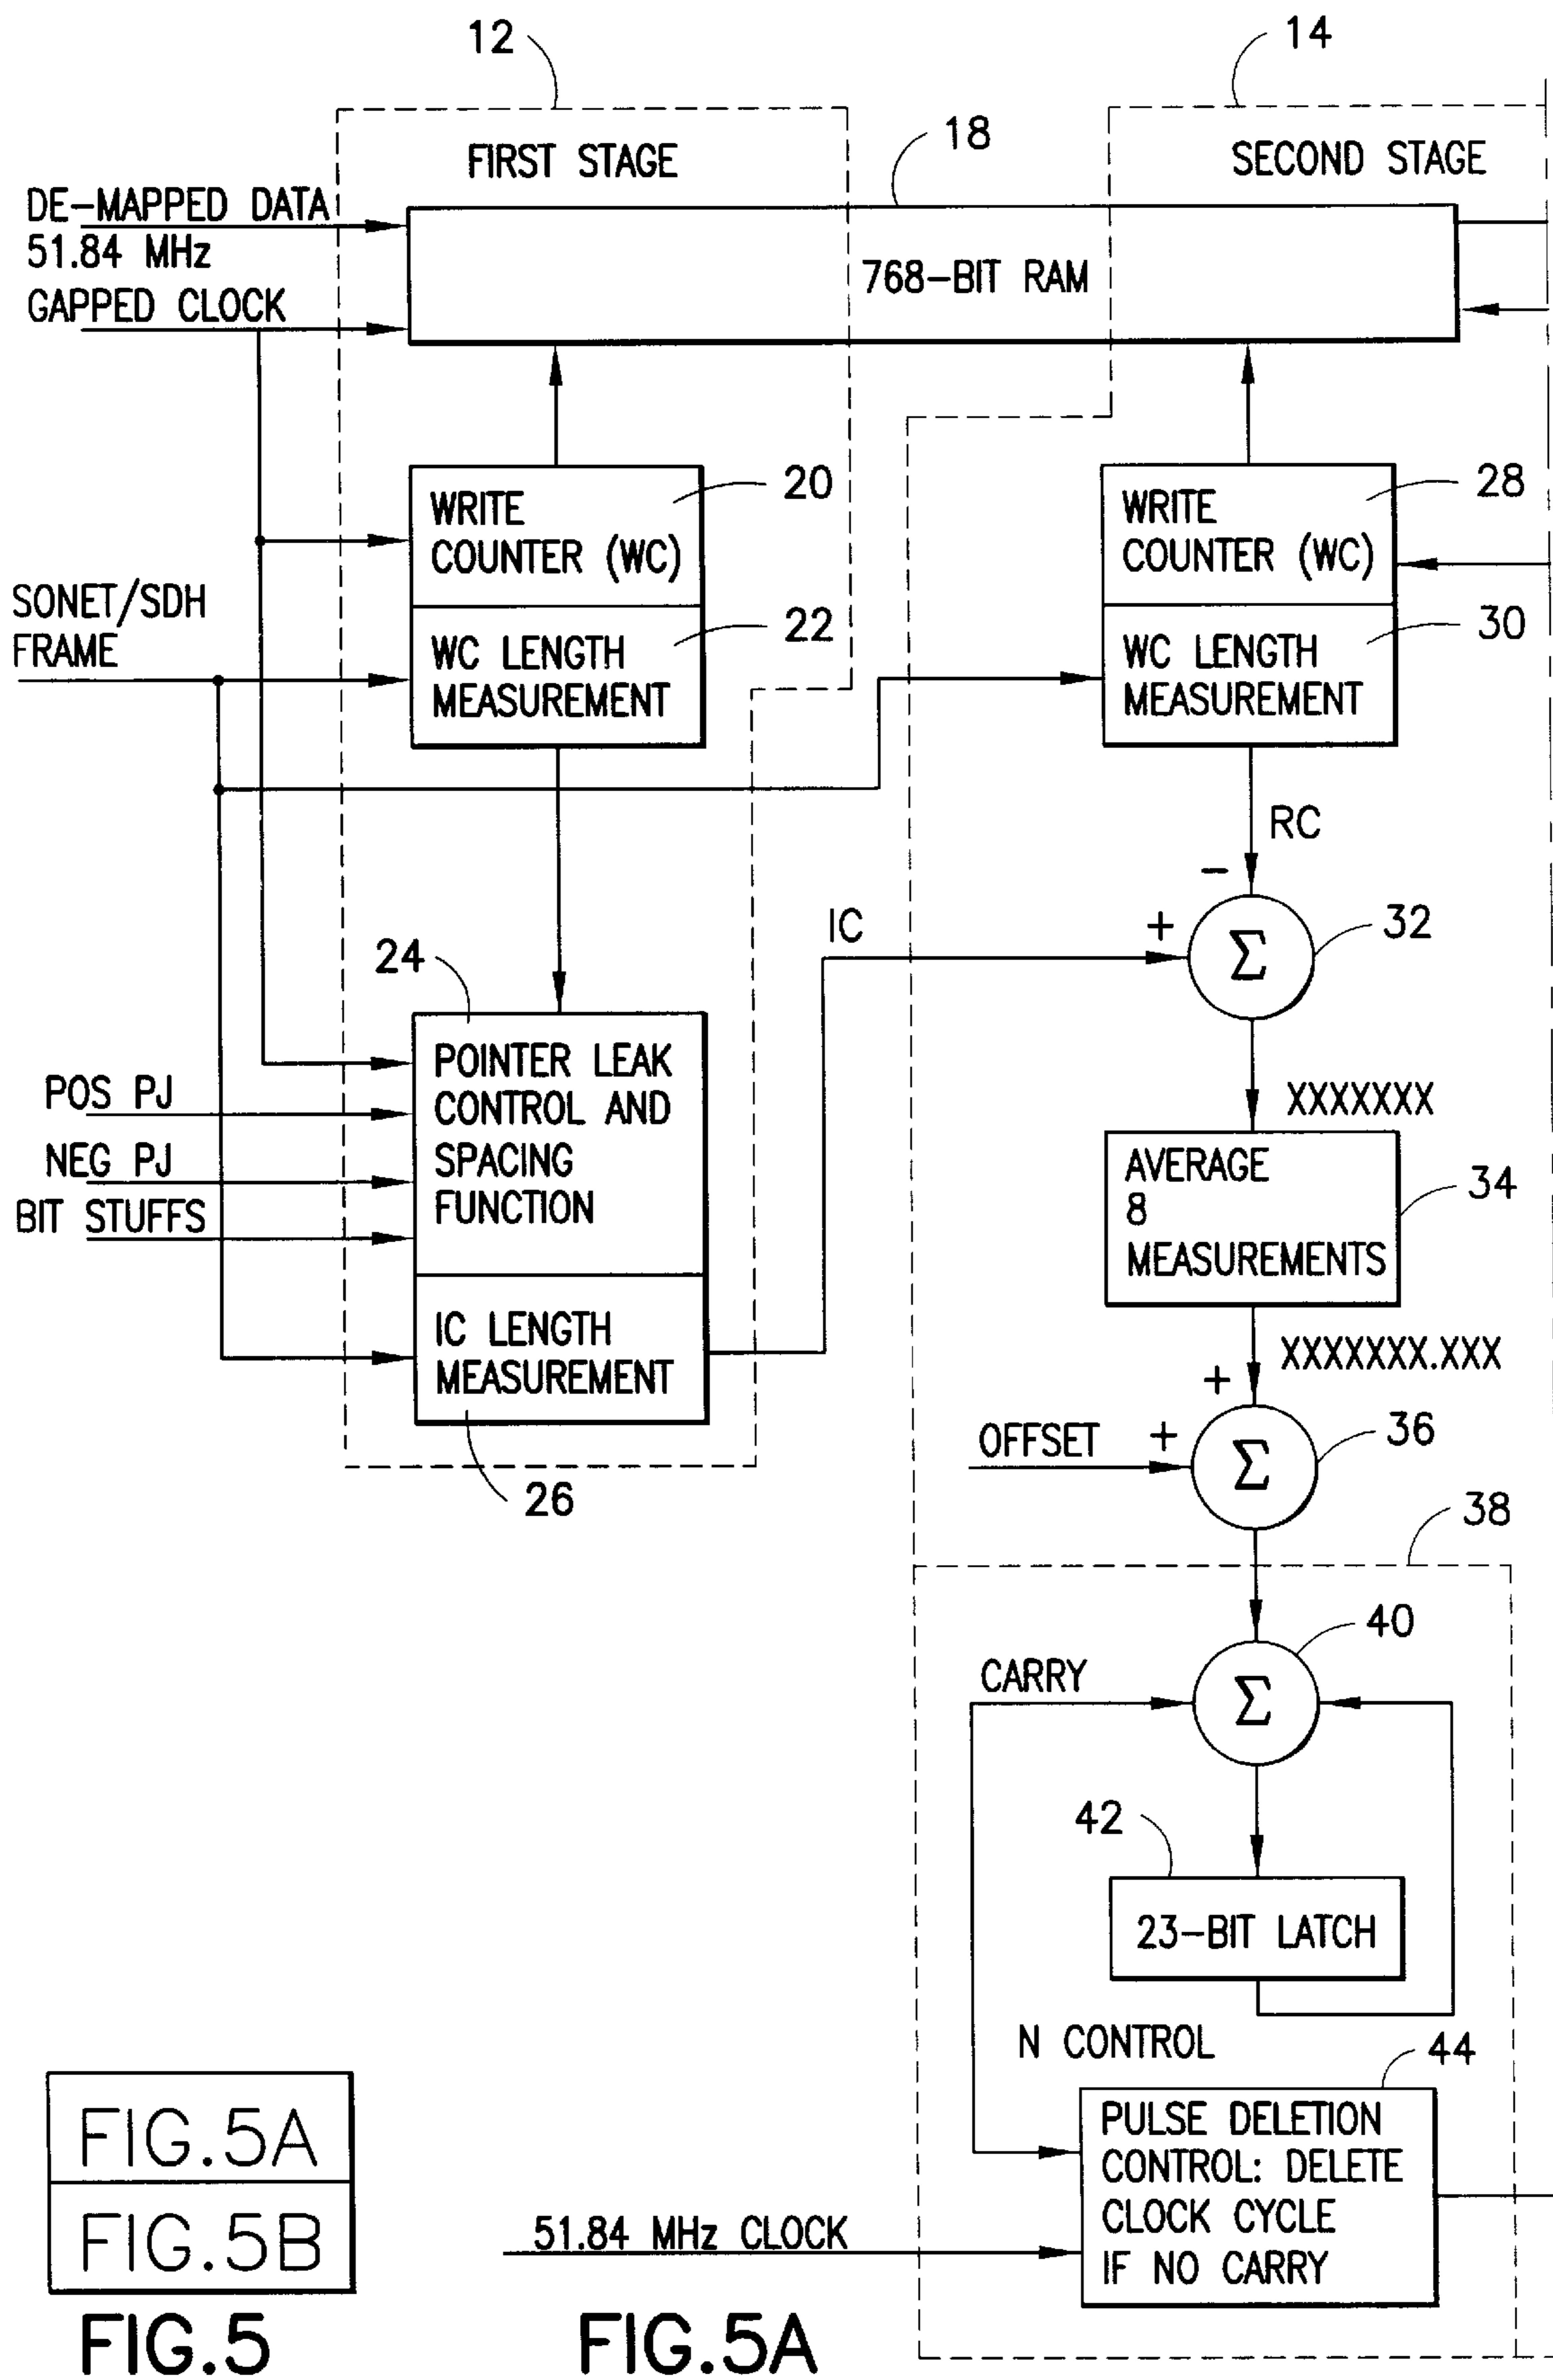 12
14
FIRST STAGE
18
SECOND STAGE
DE-MAPPED DATA
51.84 MHz
GAPPED CLOCK
768-BIT RAM
WRITE
COUNTER (WC)
20
WRITE
COUNTER (WC)
28
SONET/SDH
FRAME
WC LENGTH
MEASUREMENT
22
WC LENGTH
MEASUREMENT
30
RC
-
IC
+
Σ
32
24
POINTER LEAK
CONTROL AND
SPACING
FUNCTION
POS PJ
NEG PJ
BIT STUFFS
XXXXXXX
AVERAGE
8
MEASUREMENTS
34
IC LENGTH
MEASUREMENT
26
XXXXXXX.XXX
+
OFFSET
+
Σ
36
38
40
CARRY
Σ
42
23-BIT LATCH
N CONTROL
44
PULSE DELETION
CONTROL: DELETE
CLOCK CYCLE
IF NO CARRY
51.84 MHz CLOCK
FIG.5A
FIG.5B
FIG.5
FIG.5A